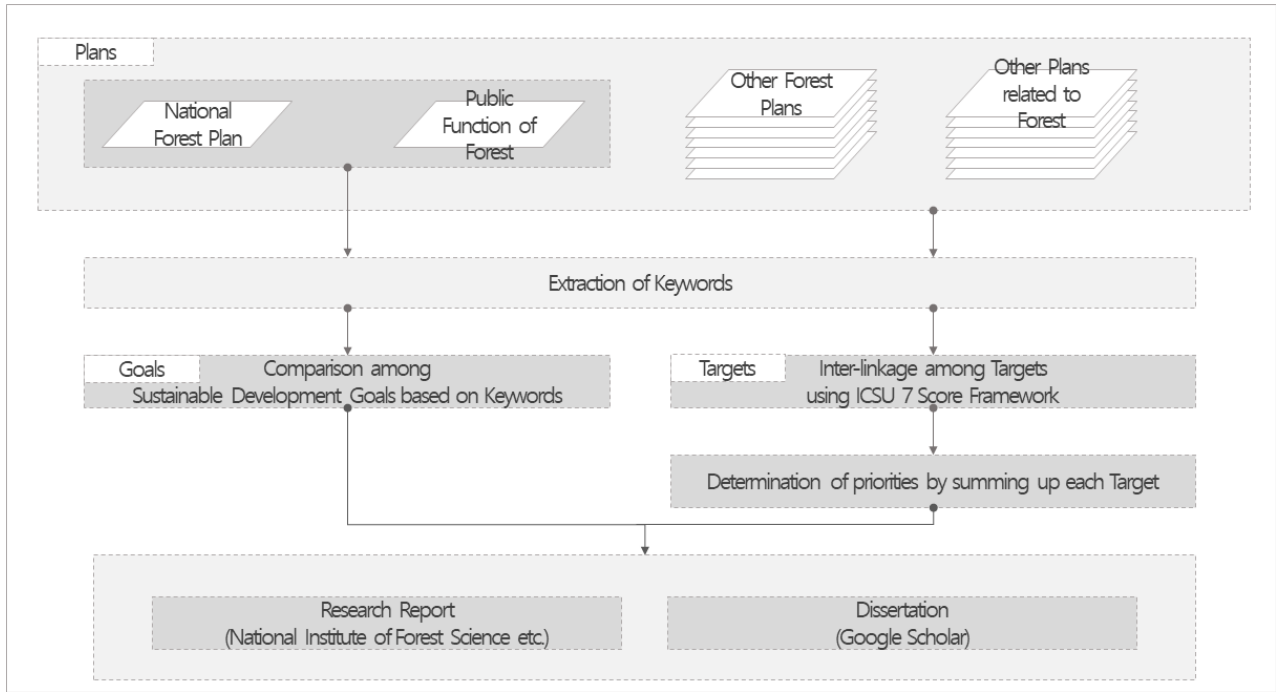 Plans
National
Forest Plan
Public
Function of
Forest
Other Forest
Plans
Other Plans
related to
Forest
Extraction of Keywords
Goals
Comparison among
Sustainable Development Goals based on Keywords
Targets
Inter-linkage among Targets
using ICSU 7 Score Framework
Determination of priorities by summing up each Target
Research Report
(National Institute of Forest Science etc.)
Dissertation
(Google Scholar)